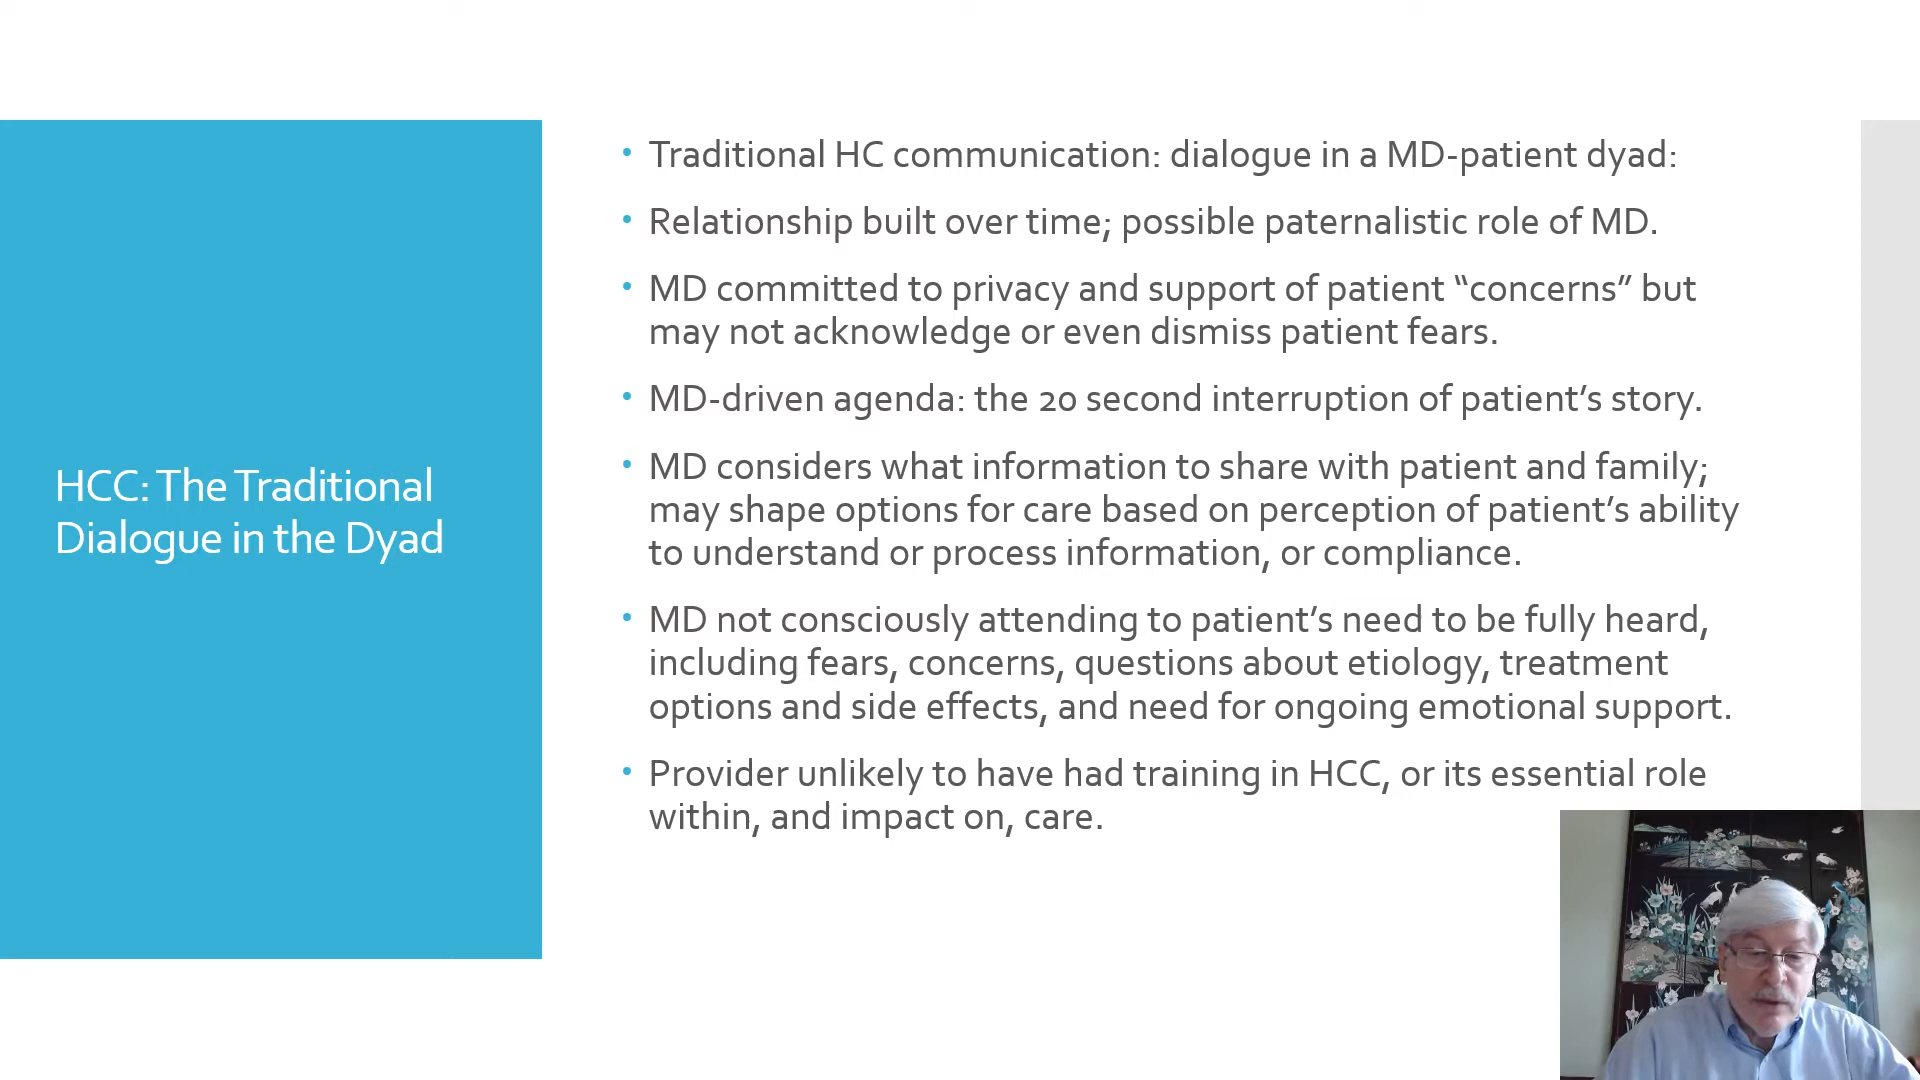 HCC: The Traditional
Dialogue in the Dyad
• Traditional HC communication: dialogue in a MD-patient dyad:
• Relationship built over time; possible paternalistic role of MD.
• MD committed to privacy and support of patient “concerns” but
may not acknowledge or even dismiss patient fears.
• MD-driven agenda: the 20 second interruption of patient’s story.
• MD considers what information to share with patient and family;
may shape options for care based on perception of patient’s ability
to understand or process information, or compliance.
• MD not consciously attending to patient’s need to be fully heard,
including fears, concerns, questions about etiology, treatment
options and side effects, and need for ongoing emotional support.
• Provider unlikely to have had training in HCC, or its essential role
within, and impact on, care.